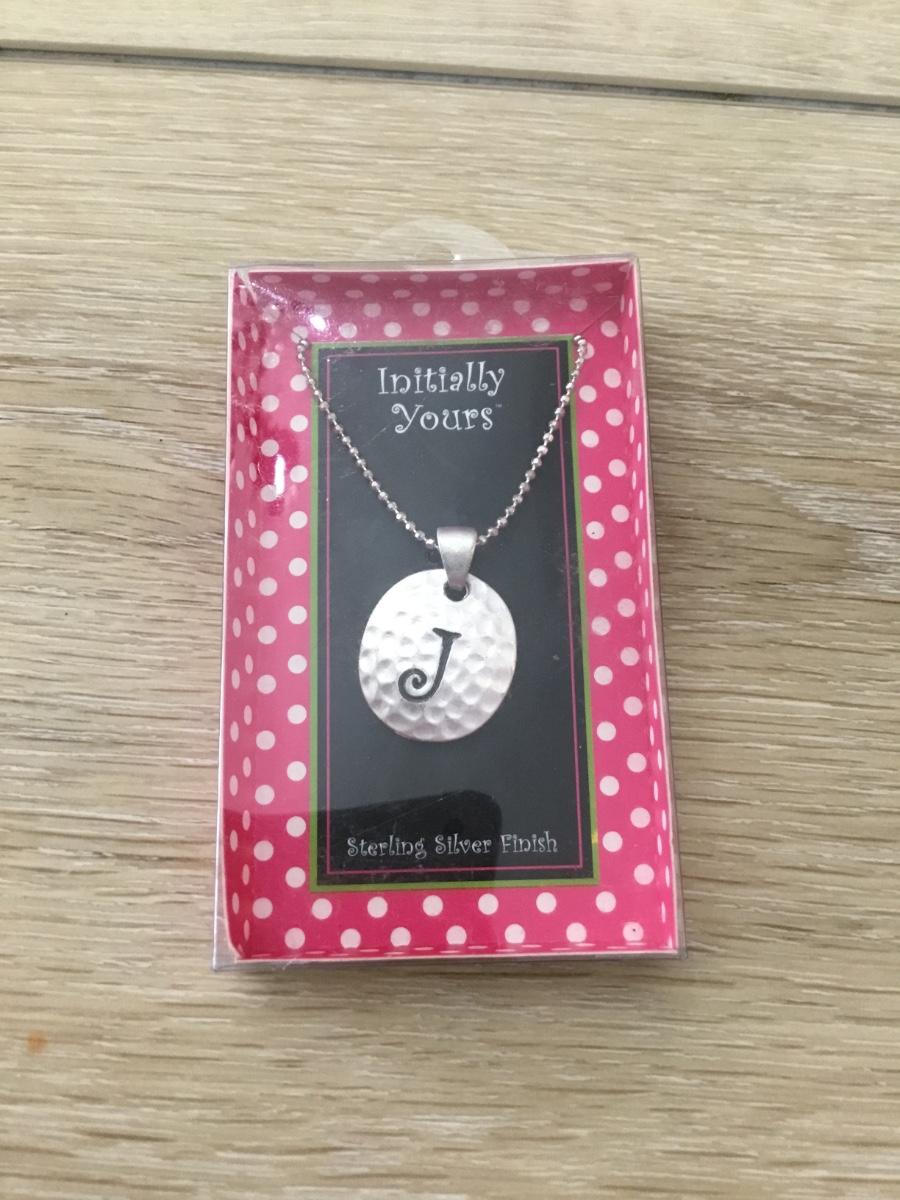 Initially
Yours™
J
Sterling Silver Finish